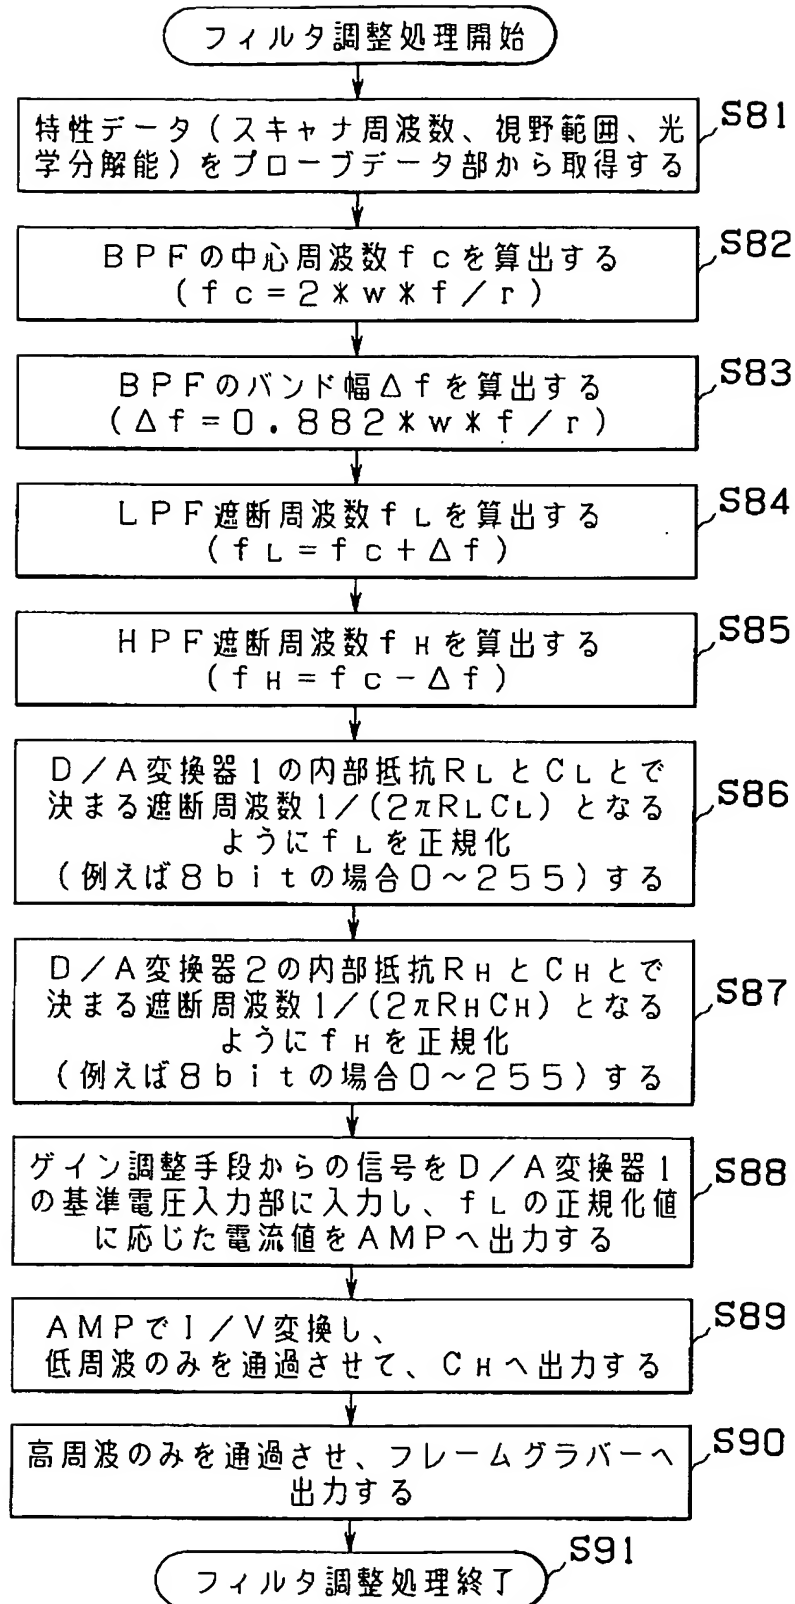 フィルタ調整処理開始
S81
特性データ(スキャナ周波数、視野範囲、光
学分解能)をプローブデータ部から取得する
S82
BPFの中心周波数fcを算出する
(fc=2*w*f/r)
S83
BPFのバンド幅Δfを算出する
(Δf=0.882*w*f/r)
S84
LPF遮断周波数fLを算出する
(fL=fc+Δf)
S85
HPF遮断周波数fHを算出する
(fH=fc-Δf)
S86
D/A変換器1の内部抵抗RLとCLとで
決まる遮断周波数1/(2πRLCL)となる
ようにfLを正規化
(例えば8bitの場合0~255)する
S87
D/A変換器2の内部抵抗RHとCHとで
決まる遮断周波数1/(2πRHCH)となる
ようにfHを正規化
(例えば8bitの場合0~255)する
S88
ゲイン調整手段からの信号をD/A変換器1
の基準電圧入力部に入力し、fLの正規化値
に応じた電流値をAMPへ出力する
S89
AMPでI/V変換し、
低周波のみを通過させて、CHへ出力する
S90
高周波のみを通過させ、フレームグラバーへ
出力する
S91
フィルタ調整処理終了